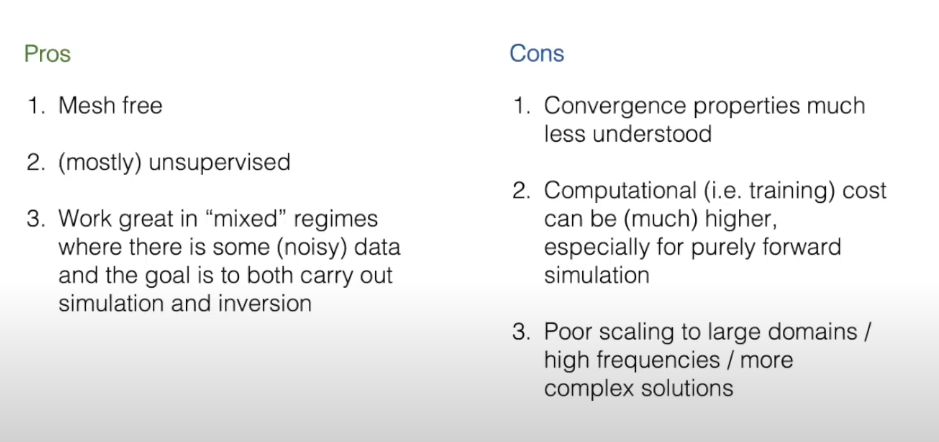 Pros
1. Mesh free
2. (mostly) unsupervised
3. Work great in “mixed” regimes
where there is some (noisy) data
and the goal is to both carry out
simulation and inversion
Cons
1. Convergence properties much
less understood
2. Computational (i.e. training) cost
can be (much) higher,
especially for purely forward
simulation
3. Poor scaling to large domains /
high frequencies / more
complex solutions